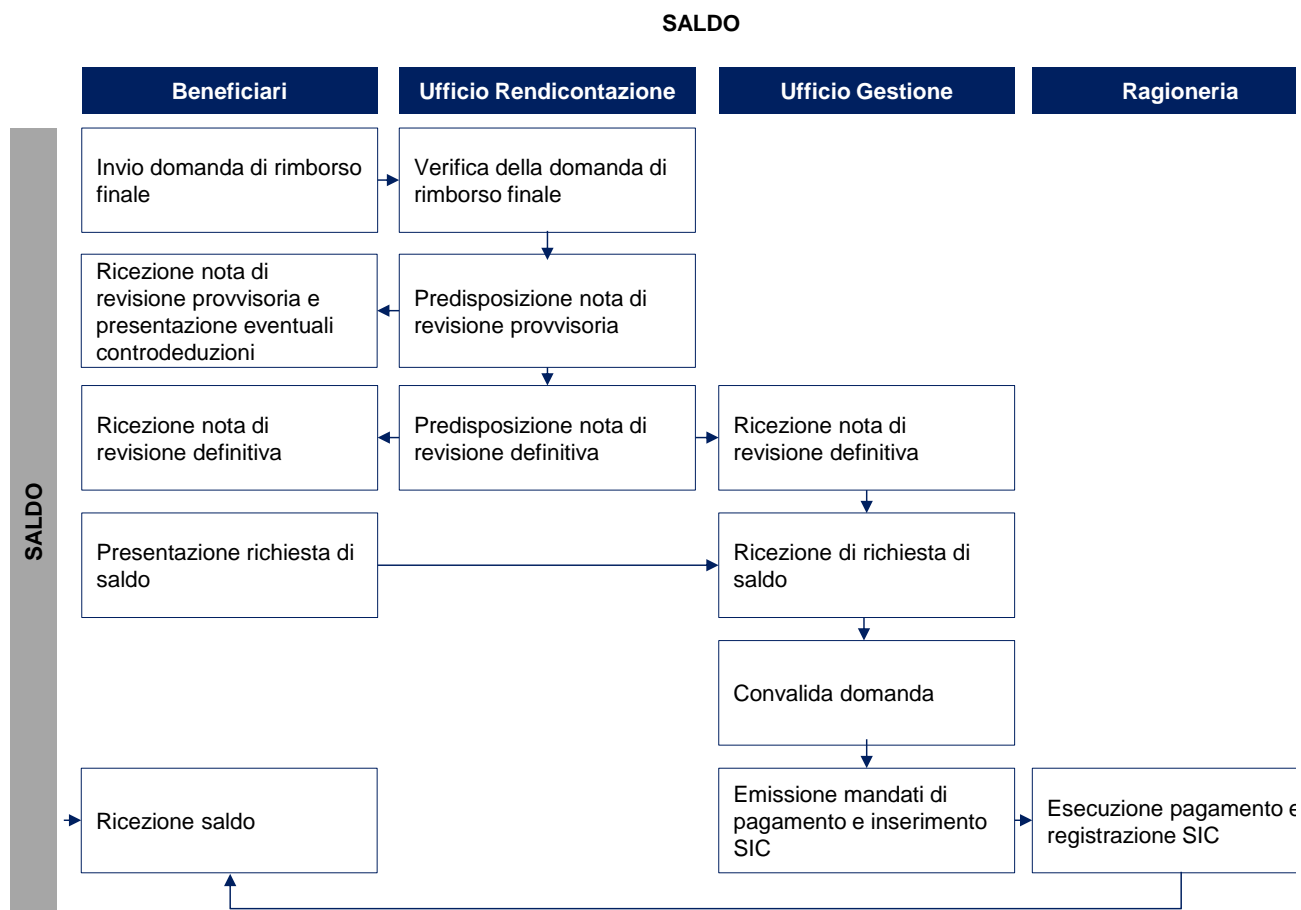 SALDO
Beneficiari
Ufficio Rendicontazione
Ufficio Gestione
Ragioneria
SALDO
Invio domanda di rimborso
finale
Verifica della domanda di
rimborso finale
Ricezione nota di
revisione provvisoria e
presentazione eventuali
controdeduzioni
Predisposizione nota di
revisione provvisoria
Ricezione nota di
revisione definitiva
Predisposizione nota di
revisione definitiva
Ricezione nota di
revisione definitiva
Presentazione richiesta di
saldo
Ricezione di richiesta di
saldo
Convalida domanda
Ricezione saldo
Emissione mandati di
pagamento e inserimento
SIC
Esecuzione pagamento e
registrazione SIC